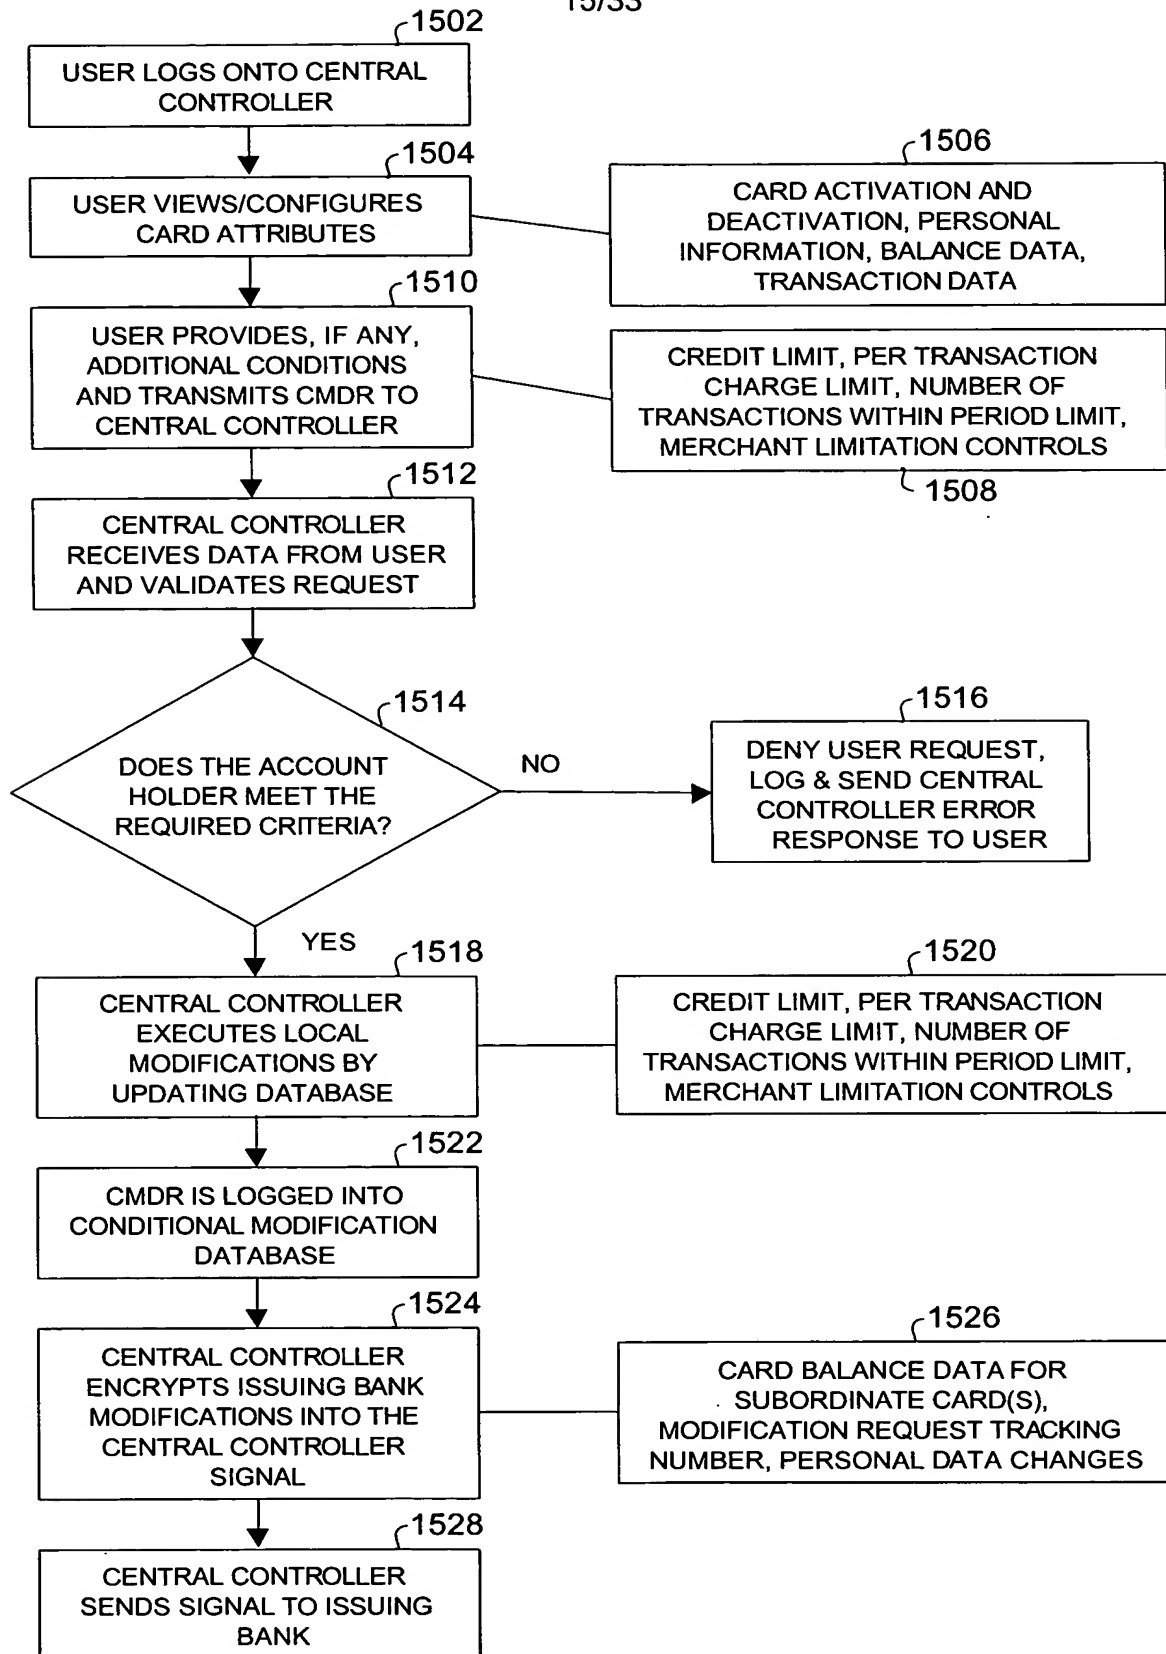 15/33
1502
USER LOGS ONTO CENTRAL
CONTROLLER
1504
USER VIEWS/CONFIGURES
CARD ATTRIBUTES
1506
CARD ACTIVATION AND
DEACTIVATION, PERSONAL
INFORMATION, BALANCE DATA,
TRANSACTION DATA
1510
USER PROVIDES, IF ANY,
ADDITIONAL CONDITIONS
AND TRANSMITS CMDR TO
CENTRAL CONTROLLER
CREDIT LIMIT, PER TRANSACTION
CHARGE LIMIT, NUMBER OF
TRANSACTIONS WITHIN PERIOD LIMIT,
MERCHANT LIMITATION CONTROLS
1508
1512
CENTRAL CONTROLLER
RECEIVES DATA FROM USER
AND VALIDATES REQUEST
1514
DOES THE ACCOUNT
HOLDER MEET THE
REQUIRED CRITERIA?
NO
1516
DENY USER REQUEST,
LOG & SEND CENTRAL
CONTROLLER ERROR
RESPONSE TO USER
YES
1518
CENTRAL CONTROLLER
EXECUTES LOCAL
MODIFICATIONS BY
UPDATING DATABASE
1520
CREDIT LIMIT, PER TRANSACTION
CHARGE LIMIT, NUMBER OF
TRANSACTIONS WITHIN PERIOD LIMIT,
MERCHANT LIMITATION CONTROLS
1522
CMDR IS LOGGED INTO
CONDITIONAL MODIFICATION
DATABASE
1524
CENTRAL CONTROLLER
ENCRYPTS ISSUING BANK
MODIFICATIONS INTO THE
CENTRAL CONTROLLER
SIGNAL
1526
CARD BALANCE DATA FOR
SUBORDINATE CARD(S),
MODIFICATION REQUEST TRACKING
NUMBER, PERSONAL DATA CHANGES
1528
CENTRAL CONTROLLER
SENDS SIGNAL TO ISSUING
BANK